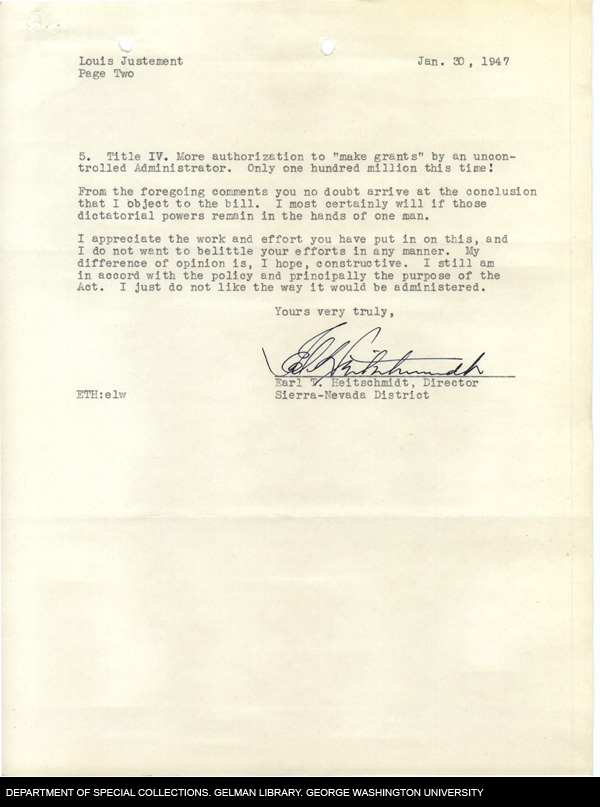 Louis Justement Jan. 30, 1947
Page Two
5. Title IV. More authorization to "make grants" by an uncon-
trolled Administrator. Only one hundred million this time!
From the foregoing comments you no doubt arrive at the conclusion
that I object to the bill. I most certainly will if those
dictatorial powers remain in the hands of one man.
I appreciate the work and effort you have put in on this, and
I do not want to belittle your efforts in any manner. My
difference of opinion is, I hope, constructive. I still am
in accord with the policy and principally the purpose of the
Act. I just do not like the way it would be administered.
Yours very truly,
Earl T. Heitschmidt
Earl T. Heitschmidt, Director
ETH:elw Sierra-Nevada District
DEPARTMENT OF SPECIAL COLLECTIONS. GELMAN LIBRARY. GEORGE WASHINGTON UNIVERSITY